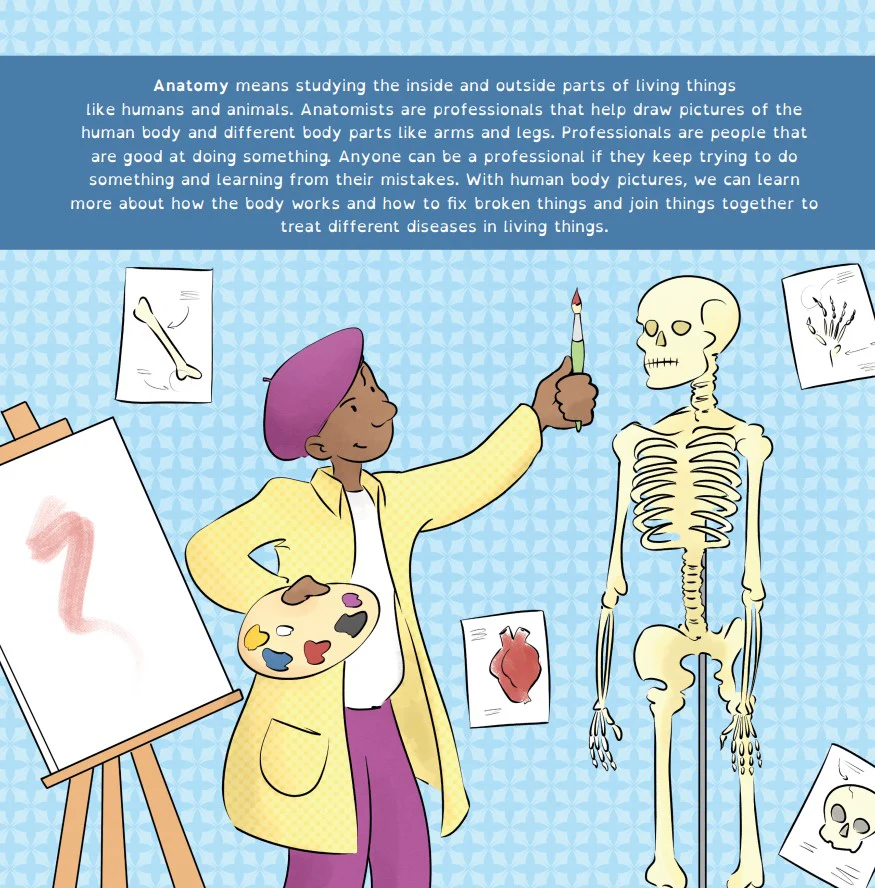 Anatomy means studying the inside and outside parts of living things
like humans and animals. Anatomists are professionals that help draw pictures of the
human body and different body parts like arms and legs. Professionals are people that
are good at doing something. Anyone can be a professional if they keep trying to do
something and learning from their mistakes. With human body pictures, we can learn
more about how the body works and how to fix broken things and join things together to
treat different diseases in living things.